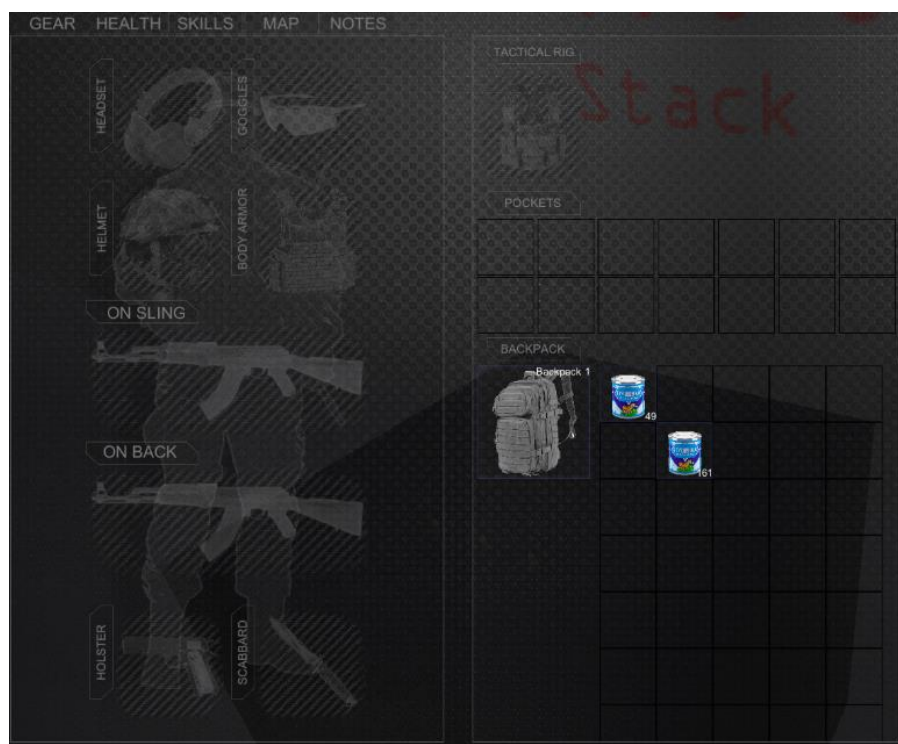 GEAR HEALTH SKILLS MAP NOTES
TACTICAL RIG
Stack
HEADSET
GOGGLES
POCKETS
HELMET
BODY ARMOR
ON SLING
BACKPACK
Backpack 1
49
161
ON BACK
HOLSTER
SCABBARD